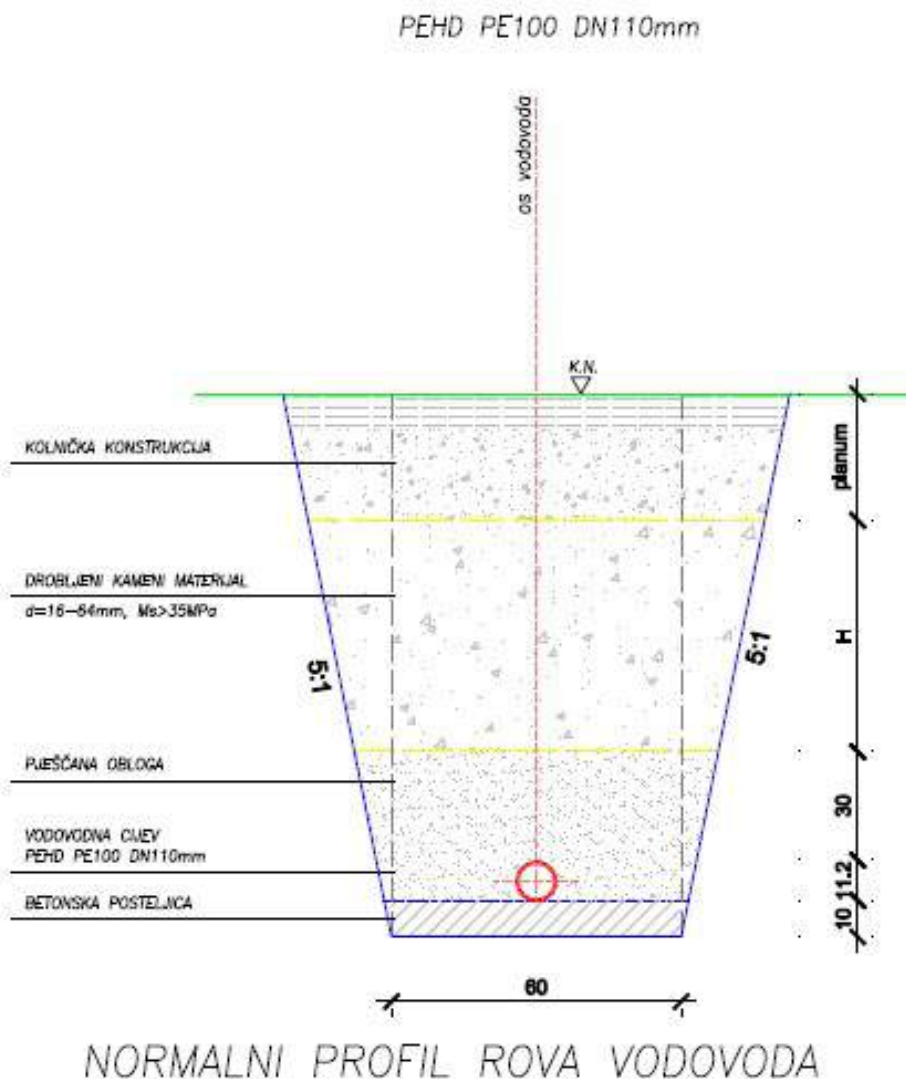 PEHD PE100 DN110mm
os vodovoda
K.N.
KOLNIČKA KONSTRUKCIJA
planum
DROBLJENI KAMENI MATERIJAL
d=16-64mm, Ms>35MPa
H
5:1
5:1
PJEŠČANA OBLOGA
30
VODOVODNA CIJEV
PEHD PE100 DN110mm
11.2
BETONSKA POSTELJICA
10
60
NORMALNI PROFIL ROVA VODOVODA